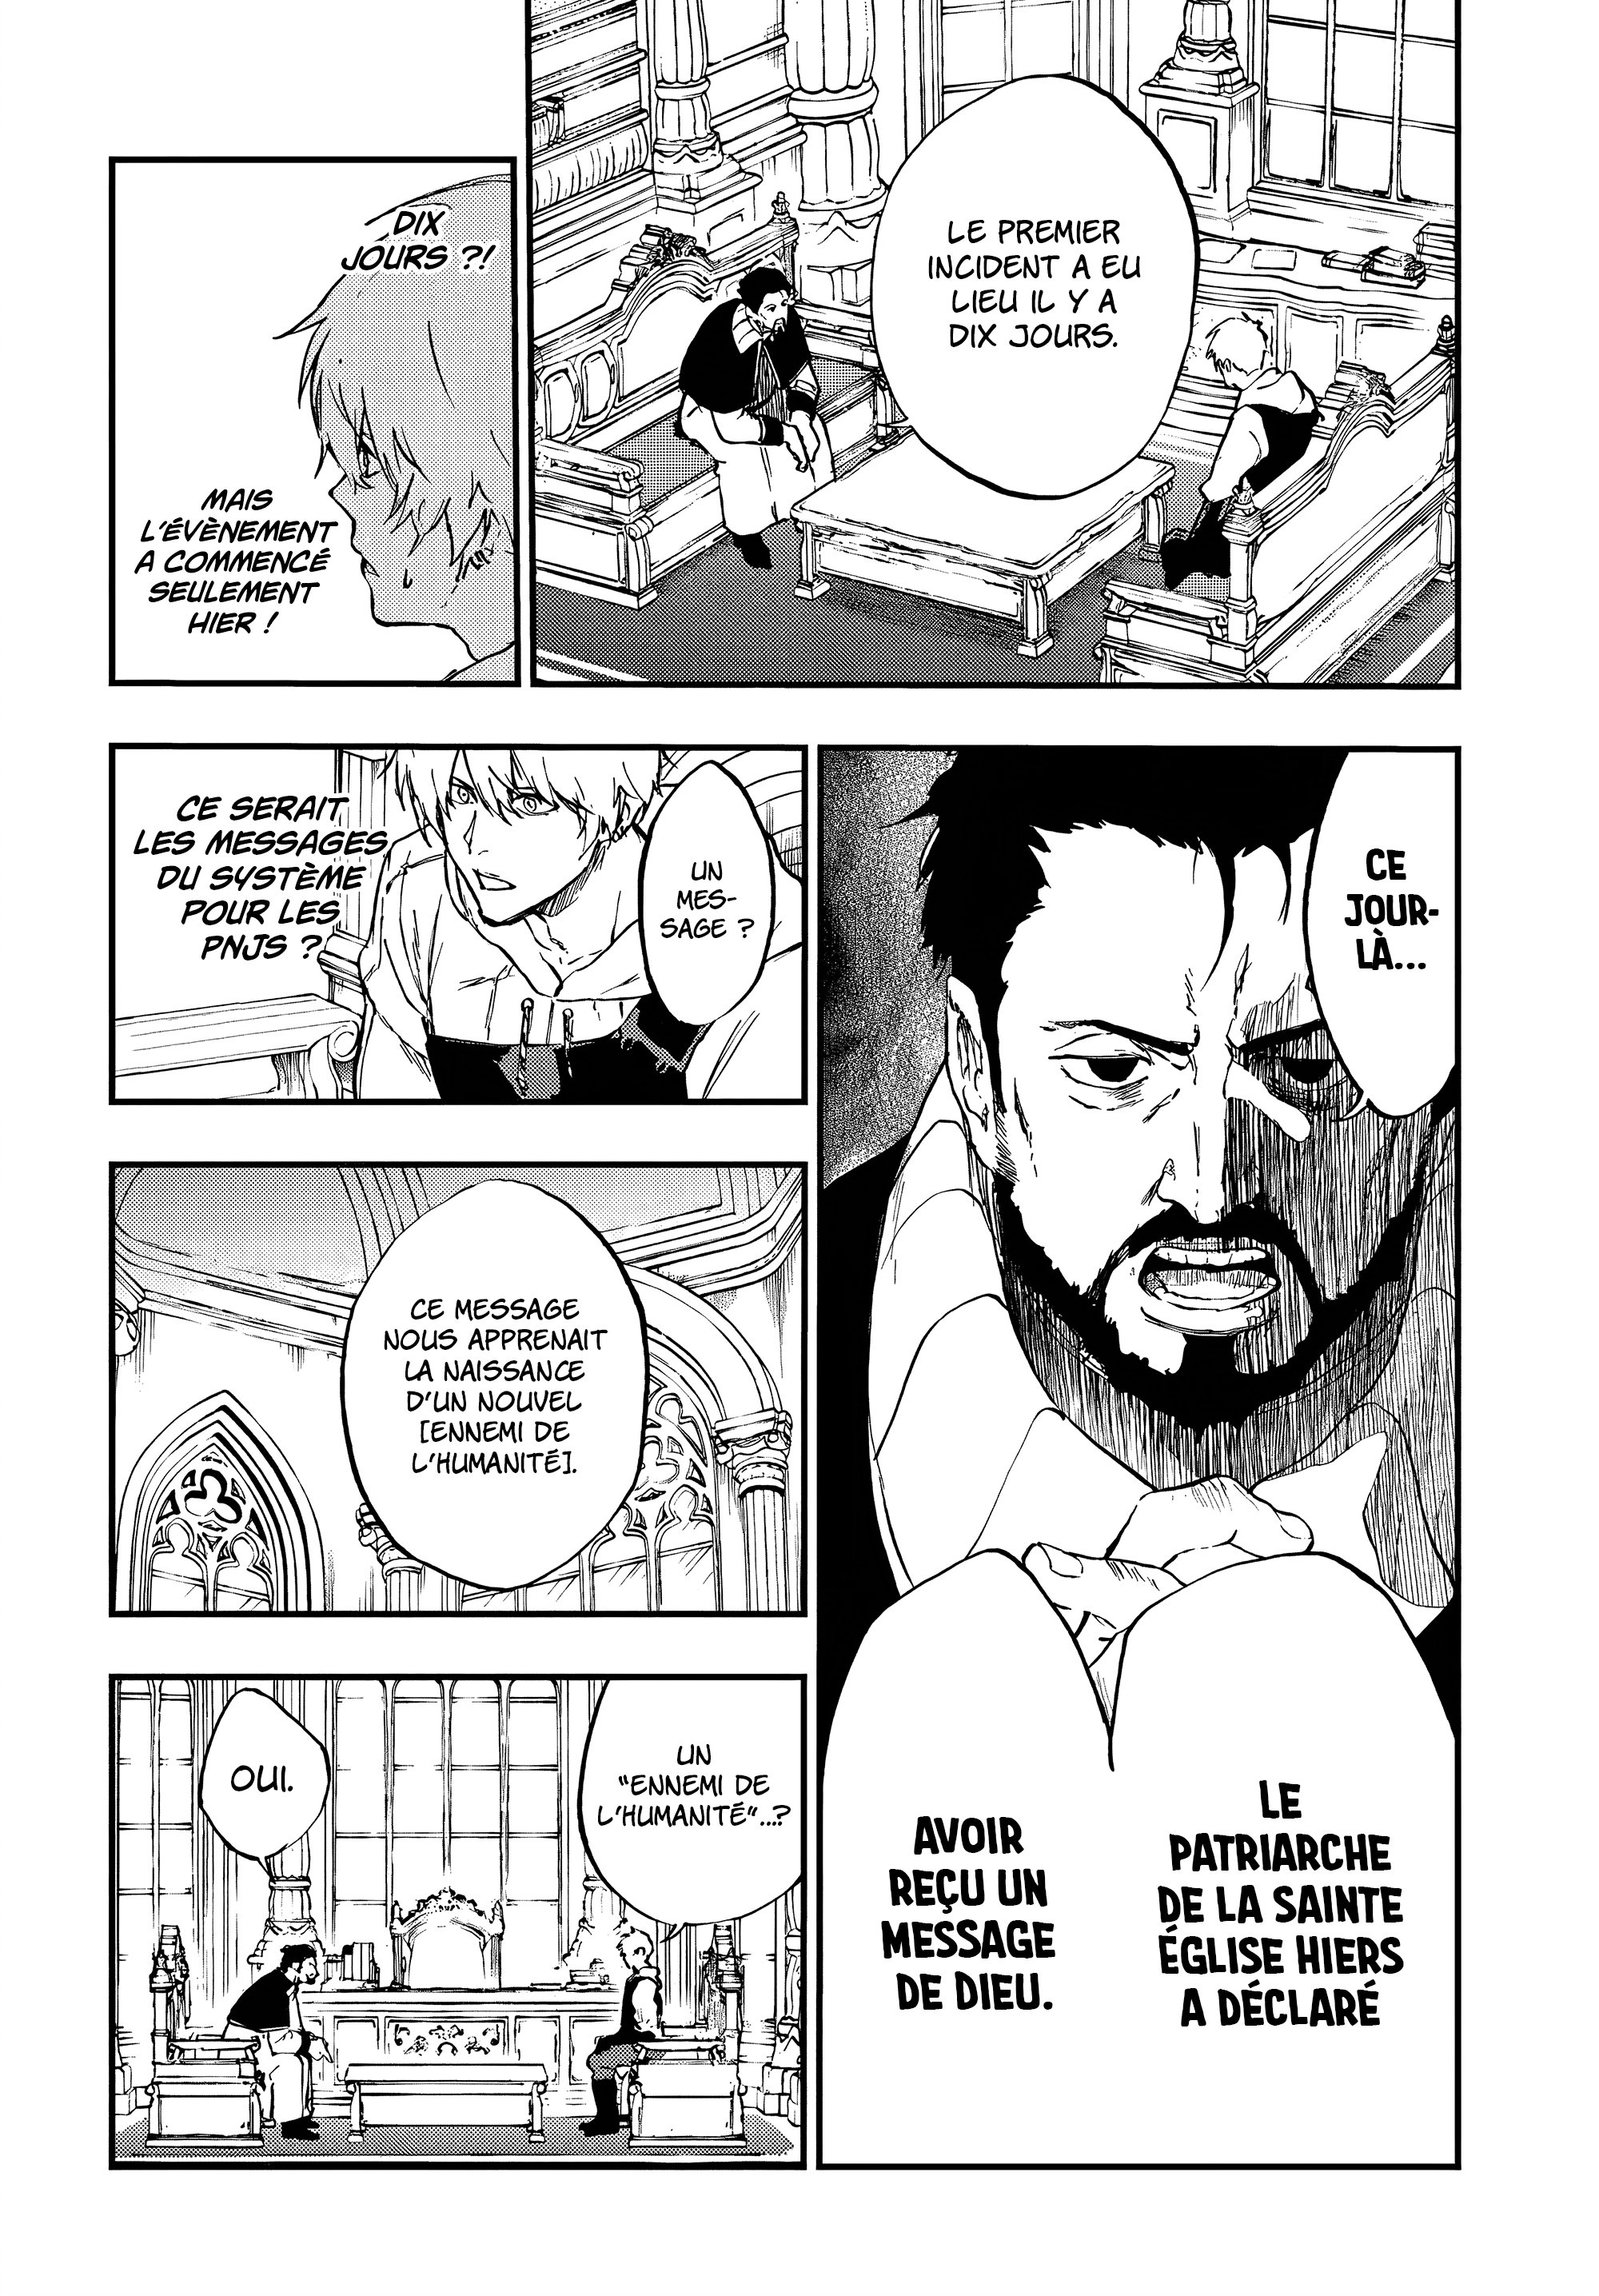 LE PREMIER
INCIDENT A EU
LIEU IL Y A
DIX JOURS.
DIX
JOURS ?!
MAIS
L'ÉVÈNEMENT
A COMMENCÉ
SEULEMENT
HIER !
CE
JOUR-
LÀ...
LE
PATRIARCHE
DE LA SAINTE
ÉGLISE HIERS
A DÉCLARÉ
AVOIR
REÇU UN
MESSAGE
DE DIEU.
UN
MES-
SAGE ?
CE SERAIT
LES MESSAGES
DU SYSTÈME
POUR LES
PNJS ?
CE MESSAGE
NOUS APPRENAIT
LA NAISSANCE
D'UN NOUVEL
[ENNEMI DE
L'HUMANITÉ].
UN
"ENNEMI DE
L'HUMANITÉ"...?
OUI.